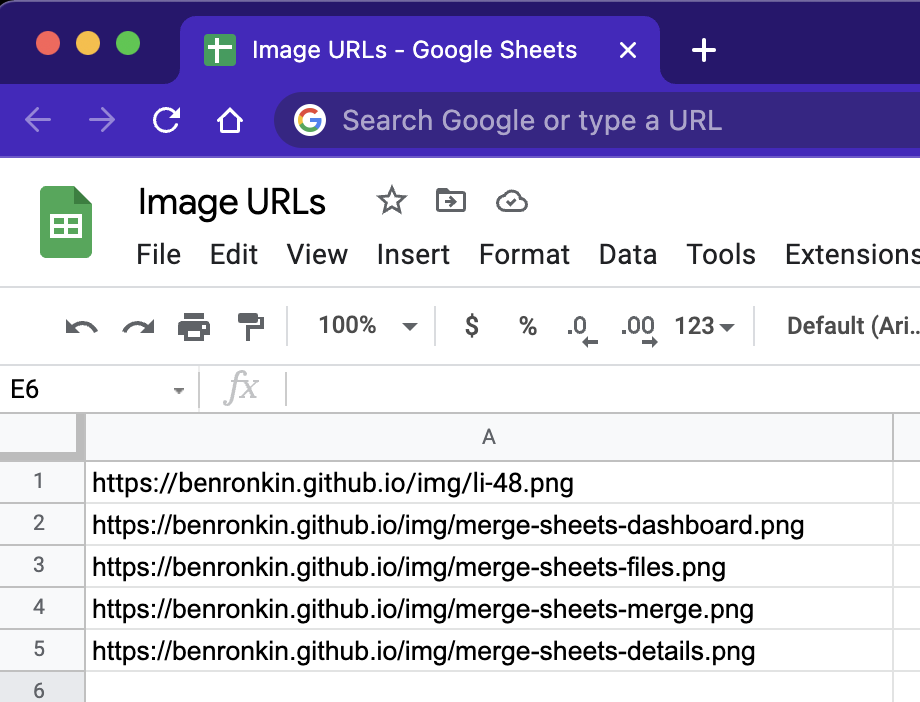 Image URLs - Google Sheets
Search Google or type a URL
Image URLs
File Edit View Insert Format Data Tools Extensions
100% $ % .0 .00 123 Default (Ari...
E6 fx
A
1 https://benronkin.github.io/img/li-48.png
2 https://benronkin.github.io/img/merge-sheets-dashboard.png
3 https://benronkin.github.io/img/merge-sheets-files.png
4 https://benronkin.github.io/img/merge-sheets-merge.png
5 https://benronkin.github.io/img/merge-sheets-details.png
6